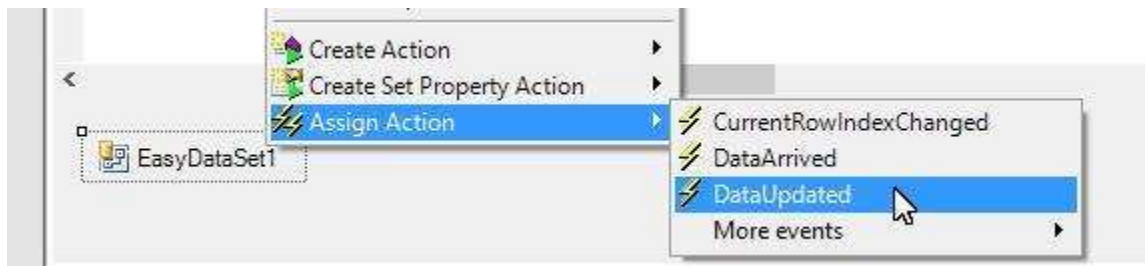 Create Action
Create Set Property Action
Assign Action
EasyDataSet1
CurrentRowIndexChanged
DataArrived
DataUpdated
More events